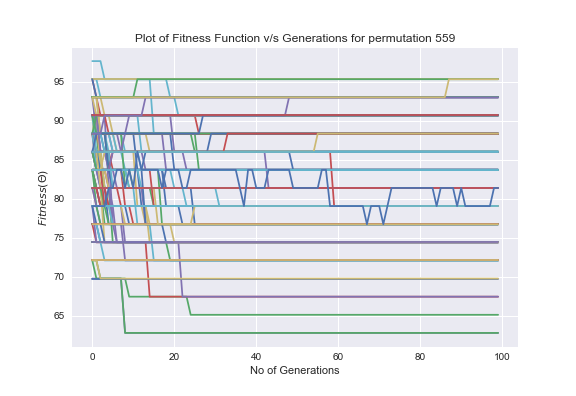 Plot of Fitness Function v/s Generations for permutation 559
Fitness(Θ)
95
90
85
80
75
70
65
0 20 40 60 80 100
No of Generations